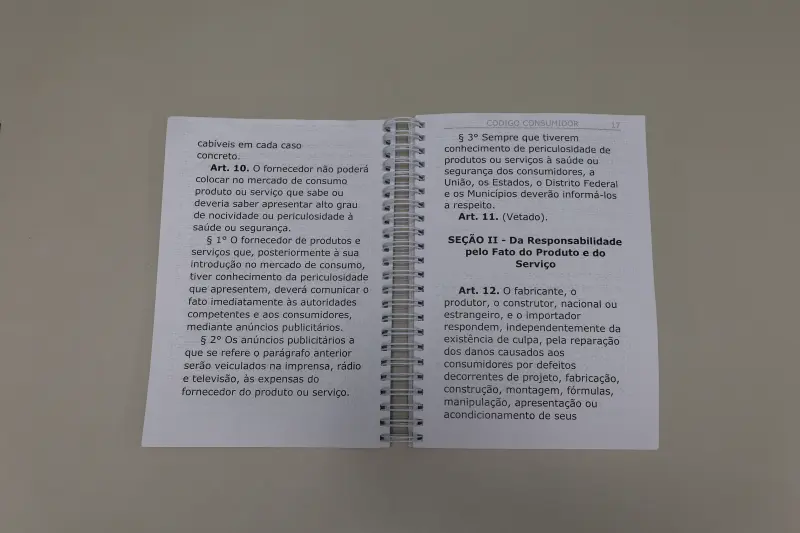 cabíveis em cada caso
concreto.
Art. 10. O fornecedor não poderá
colocar no mercado de consumo
produto ou serviço que sabe ou
deveria saber apresentar alto grau
de nocividade ou periculosidade à
saúde ou segurança.
§ 1° O fornecedor de produtos e
serviços que, posteriormente à sua
introdução no mercado de consumo,
tiver conhecimento da periculosidade
que apresentem, deverá comunicar o
fato imediatamente às autoridades
competentes e aos consumidores,
mediante anúncios publicitários.
§ 2° Os anúncios publicitários a
que se refere o parágrafo anterior
serão veiculados na imprensa, rádio
e televisão, às expensas do
fornecedor do produto ou serviço.
CODIGO CONSUMIDOR 17
§ 3° Sempre que tiverem
conhecimento de periculosidade de
produtos ou serviços à saúde ou
segurança dos consumidores, a
União, os Estados, o Distrito Federal
e os Municípios deverão informá-los
a respeito.
Art. 11. (Vetado).
SEÇÃO II - Da Responsabilidade
pelo Fato do Produto e do
Serviço
Art. 12. O fabricante, o
produtor, o construtor, nacional ou
estrangeiro, e o importador
respondem, independentemente da
existência de culpa, pela reparação
dos danos causados aos
consumidores por defeitos
decorrentes de projeto, fabricação,
construção, montagem, fórmulas,
manipulação, apresentação ou
acondicionamento de seus